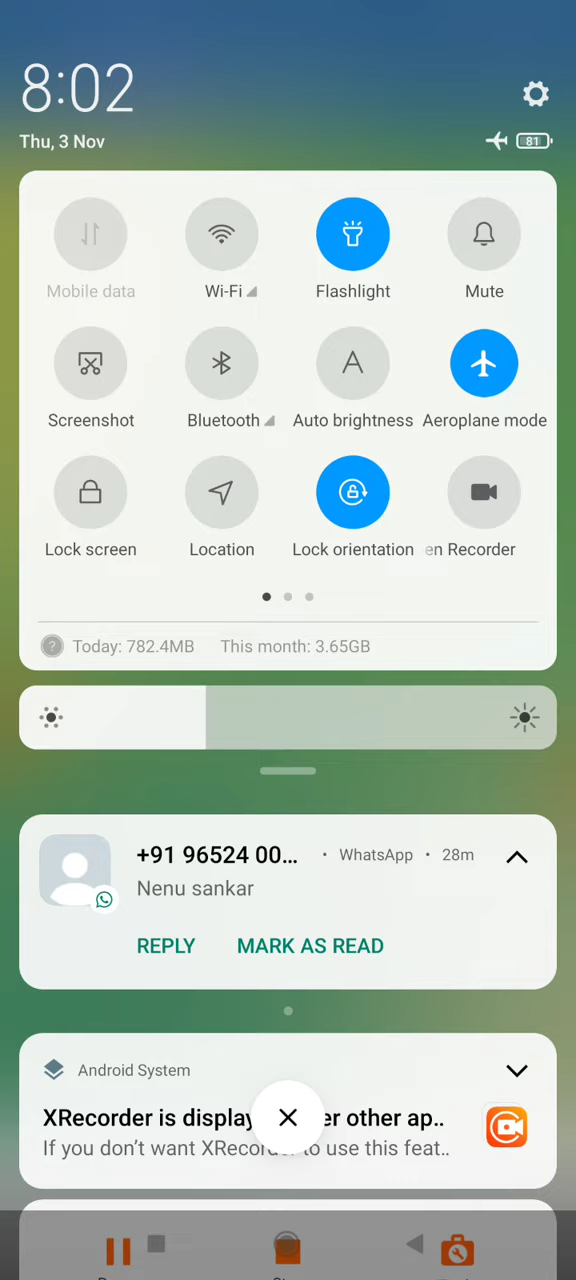 8:02
Thu, 3 Nov
81
Mobile data
Wi-Fi
Flashlight
Mute
Screenshot
Bluetooth
Auto brightness
Aeroplane mode
Lock screen
Location
Lock orientation
en Recorder
? Today: 782.4MB This month: 3.65GB
+91 96524 00... • WhatsApp • 28m
Nenu sankar
REPLY MARK AS READ
Android System
XRecorder is display er other ap..
If you don't want XRecorder to use this feat..